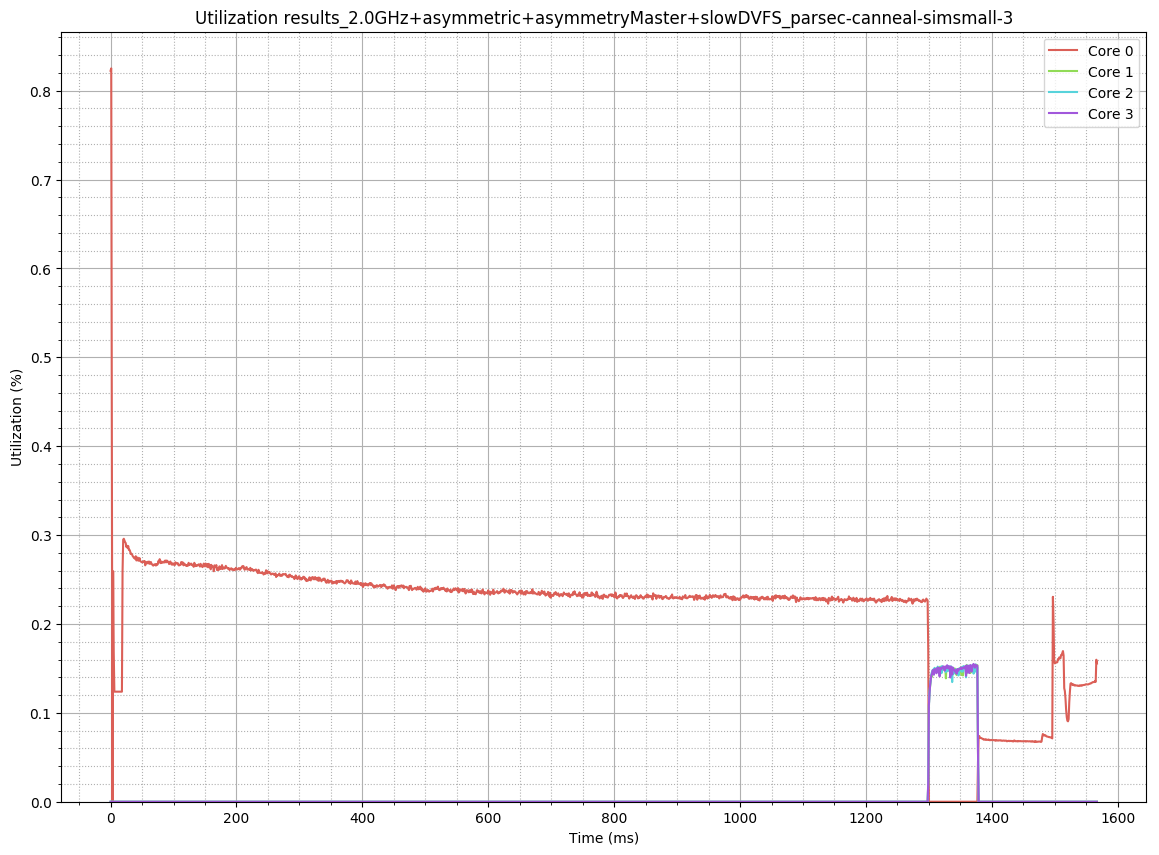 Utilization results_2.0GHz+asymmetric+asymmetryMaster+slowDVFS_parsec-canneal-simsmall-3
Core 0
Core 1
Core 2
Core 3
Utilization (%)
0.8
0.7
0.6
0.5
0.4
0.3
0.2
0.1
0.0
0
200
400
600
800
1000
1200
1400
1600
Time (ms)